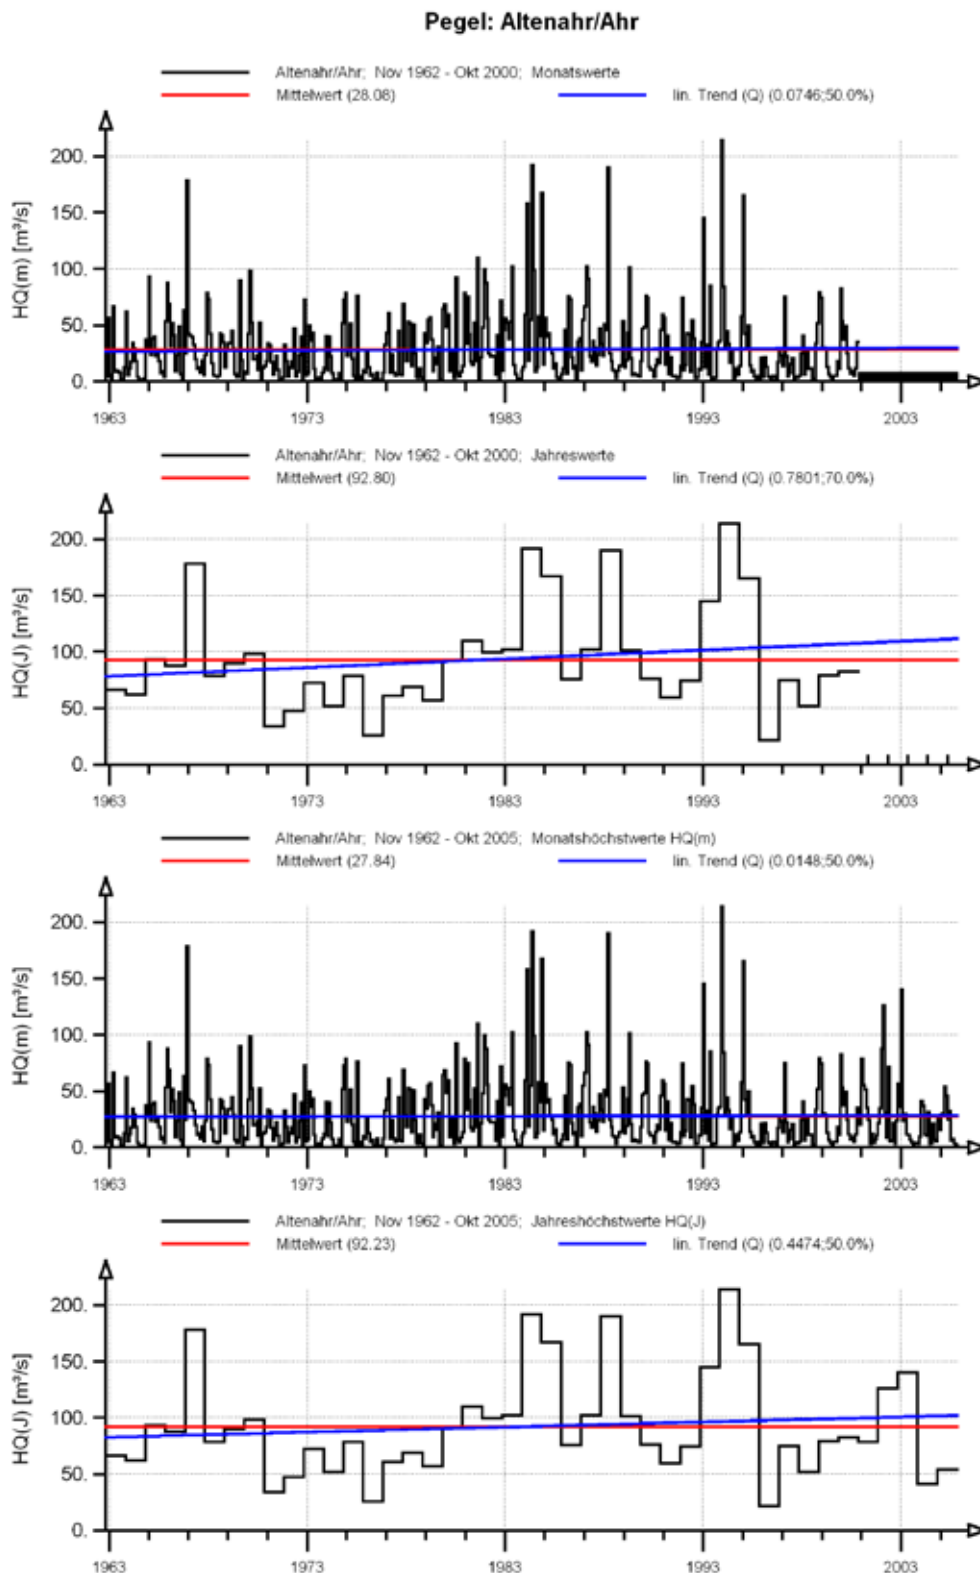 Pegel: Altenahr/Ahr
Altenahr/Ahr; Nov 1962 - Okt 2000; Monatswerte
Mittelwert (28.08) lin. Trend (Q) (0.0746;50.0%)
HQ(m) [m³/s]
200.
150.
100.
50.
0.
1963 1973 1983 1993 2003
Altenahr/Ahr; Nov 1962 - Okt 2000; Jahreswerte
Mittelwert (92.80) lin. Trend (Q) (0.7801;70.0%)
HQ(J) [m³/s]
200.
150.
100.
50.
0.
1963 1973 1983 1993 2003
Altenahr/Ahr; Nov 1962 - Okt 2005; Monatshöchstwerte HQ(m)
Mittelwert (27.84) lin. Trend (Q) (0.0148;50.0%)
HQ(m) [m³/s]
200.
150.
100.
50.
0.
1963 1973 1983 1993 2003
Altenahr/Ahr; Nov 1962 - Okt 2005; Jahreshöchstwerte HQ(J)
Mittelwert (92.23) lin. Trend (Q) (0.4474;50.0%)
HQ(J) [m³/s]
200.
150.
100.
50.
0.
1963 1973 1983 1993 2003